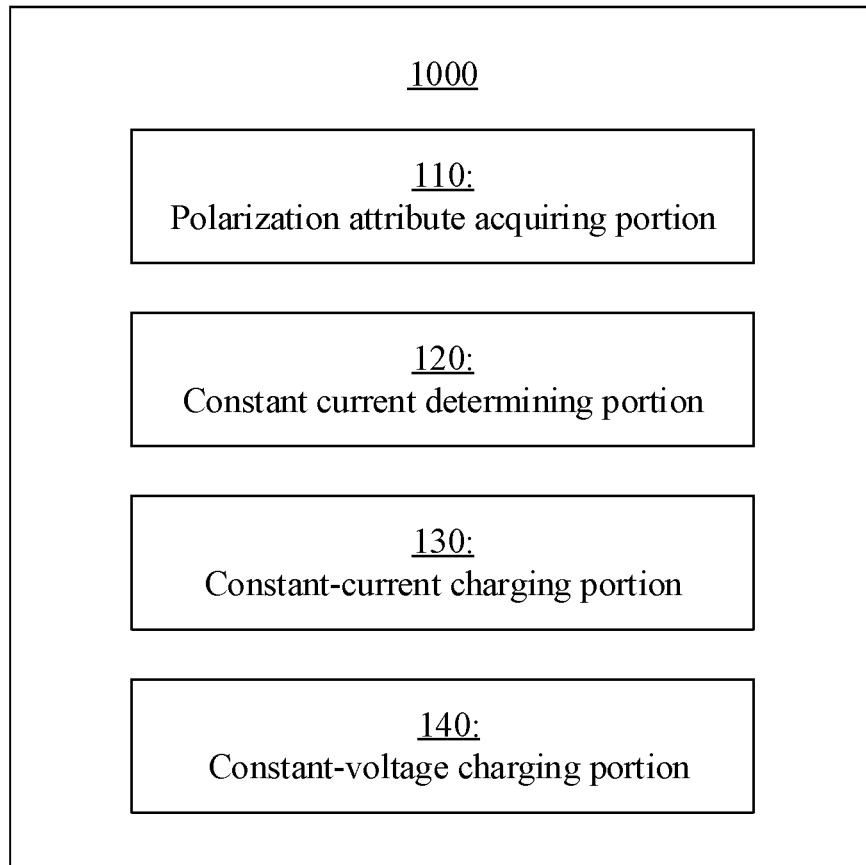 1000
110:
Polarization attribute acquiring portion
120:
Constant current determining portion
130:
Constant-current charging portion
140:
Constant-voltage charging portion